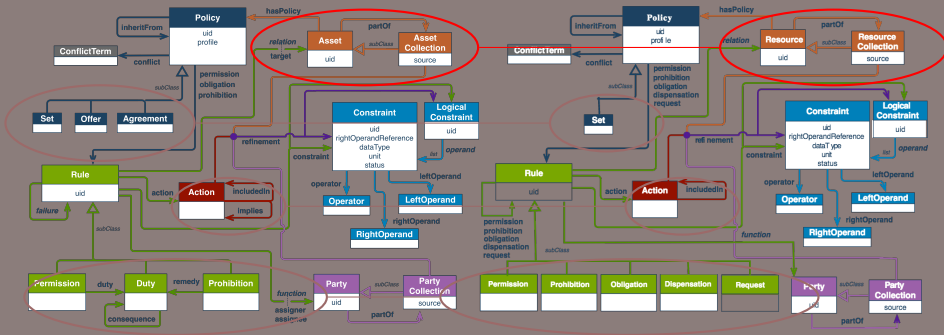 Policy
uid
profile
inheritFrom
hasPolicy
ConflictTerm
conflict
permission
obligation
prohibition
subClass
relation
target
Asset
uid
partOf
subClass
Asset
Collection
source
Set
Offer
Agreement
refinement
constraint
Constraint
uid
rightOperandReference
dataType
unit
status
Logical
Constraint
uid
operand
list
Rule
uid
failure
action
Action
includedIn
implies
operator
leftOperand
Operator
LeftOperand
rightOperand
RightOperand
subClass
Permission
duty
Duty
remedy
Prohibition
consequence
function
assigner
assignee
Party
uid
subClass
partOf
Party
Collection
source
Policy
uid
profile
inheritFrom
hasPolicy
ConflictTerm
conflict
permission
prohibition
obligation
dispensation
request
subClass
relation
Resource
uid
partOf
subClass
Resource
Collection
source
Set
refi nement
constraint
Constraint
uid
rightOperandReference
dataType
unit
status
Logical
Constraint
uid
operand
list
Rule
uid
action
Action
includedIn
operator
leftOperand
Operator
LeftOperand
rightOperand
RightOperand
permission
prohibition
obligation
dispensation
request
subClass
function
Permission
Prohibition
Obligation
Dispensation
Request
Party
uid
subClass
partOf
Party
Collection
source